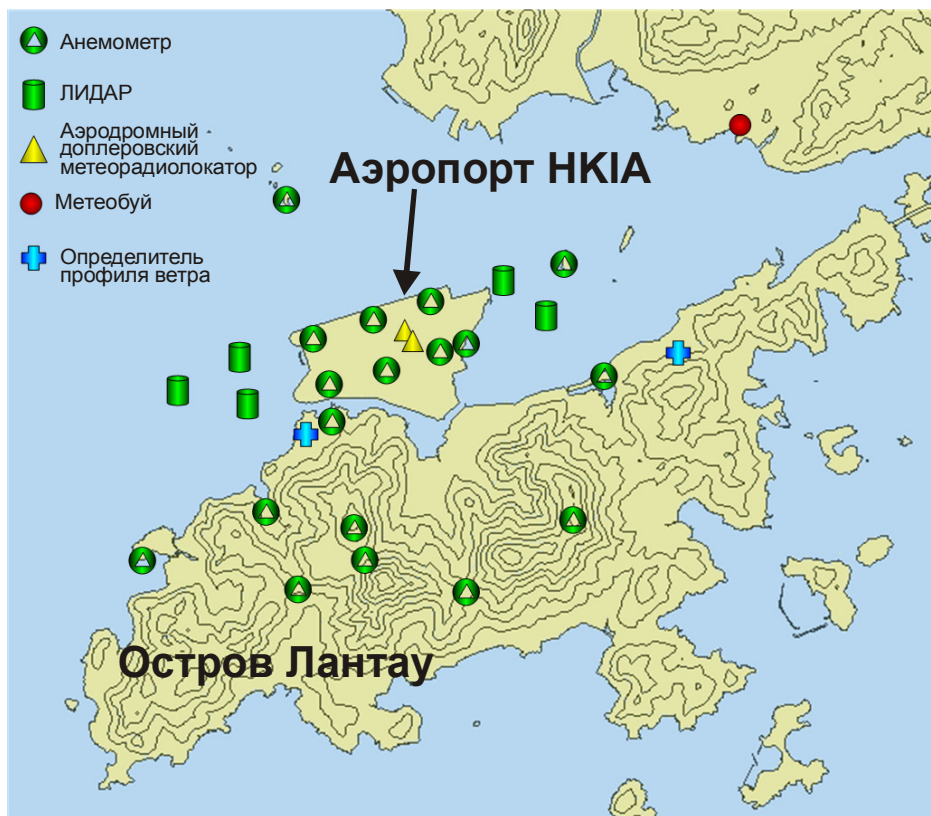 Анемометр
ЛИДАР
Аэродромный
доплеровский
метеорадиолокатор
Метеобуй
Определитель
профиля ветра
Аэропорт HKIA
Остров Лантау